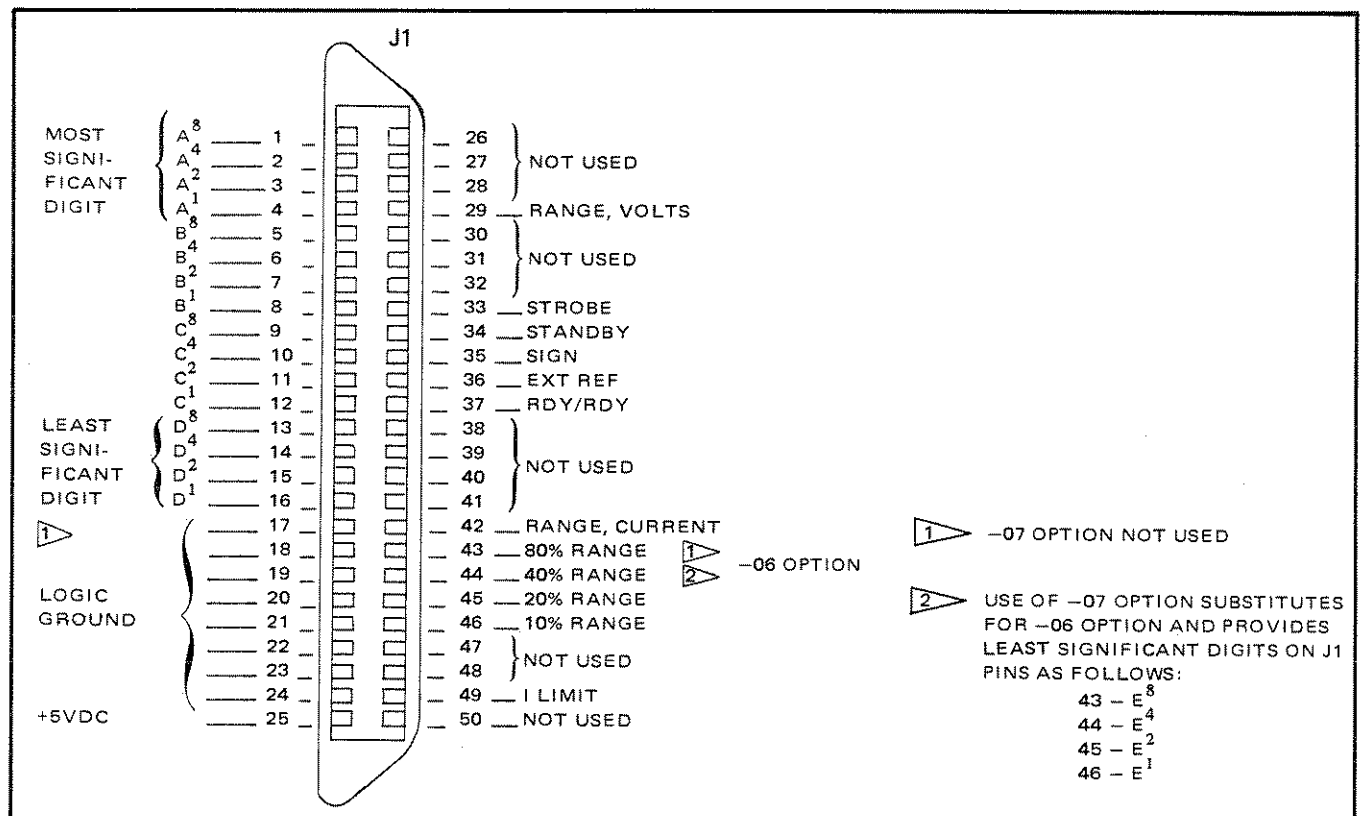 J1
MOST
SIGNI-
FICANT
DIGIT
A⁸ 1
A⁴ 2
A² 3
A¹ 4
B⁸ 5
B⁴ 6
B² 7
B¹ 8
C⁸ 9
C⁴ 10
C² 11
C¹ 12
LEAST
SIGNI-
FICANT
DIGIT
D⁸ 13
D⁴ 14
D² 15
D¹ 16
1
LOGIC
GROUND
17
18
19
20
21
22
23
24
+5VDC 25
26
27
28
NOT USED
29 RANGE, VOLTS
30
31
32
NOT USED
33 STROBE
34 STANDBY
35 SIGN
36 EXT REF
37 RDY/RDY
38
39
40
41
NOT USED
42 RANGE, CURRENT
43 80% RANGE
44 40% RANGE
45 20% RANGE
46 10% RANGE
1
2
–06 OPTION
47
48
NOT USED
49 I LIMIT
50 NOT USED
1 –07 OPTION NOT USED
2 USE OF –07 OPTION SUBSTITUTES
FOR –06 OPTION AND PROVIDES
LEAST SIGNIFICANT DIGITS ON J1
PINS AS FOLLOWS:
43 – E⁸
44 – E⁴
45 – E²
46 – E¹